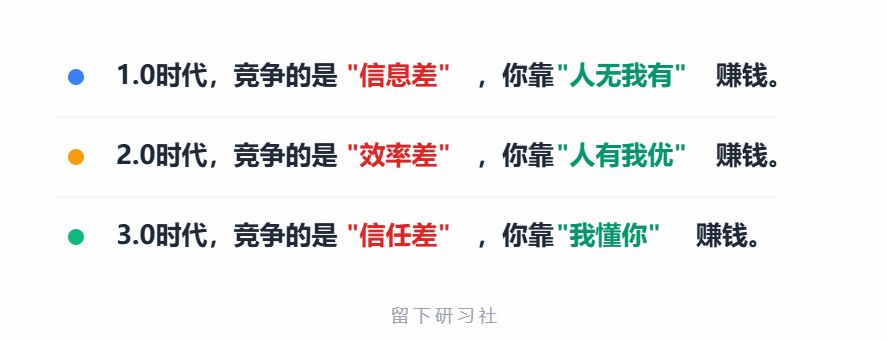 1.0时代，竞争的是 "信息差" ，你靠"人无我有" 赚钱。
2.0时代，竞争的是 "效率差" ，你靠"人有我优" 赚钱。
3.0时代，竞争的是 "信任差" ，你靠"我懂你" 赚钱。
留下研习社